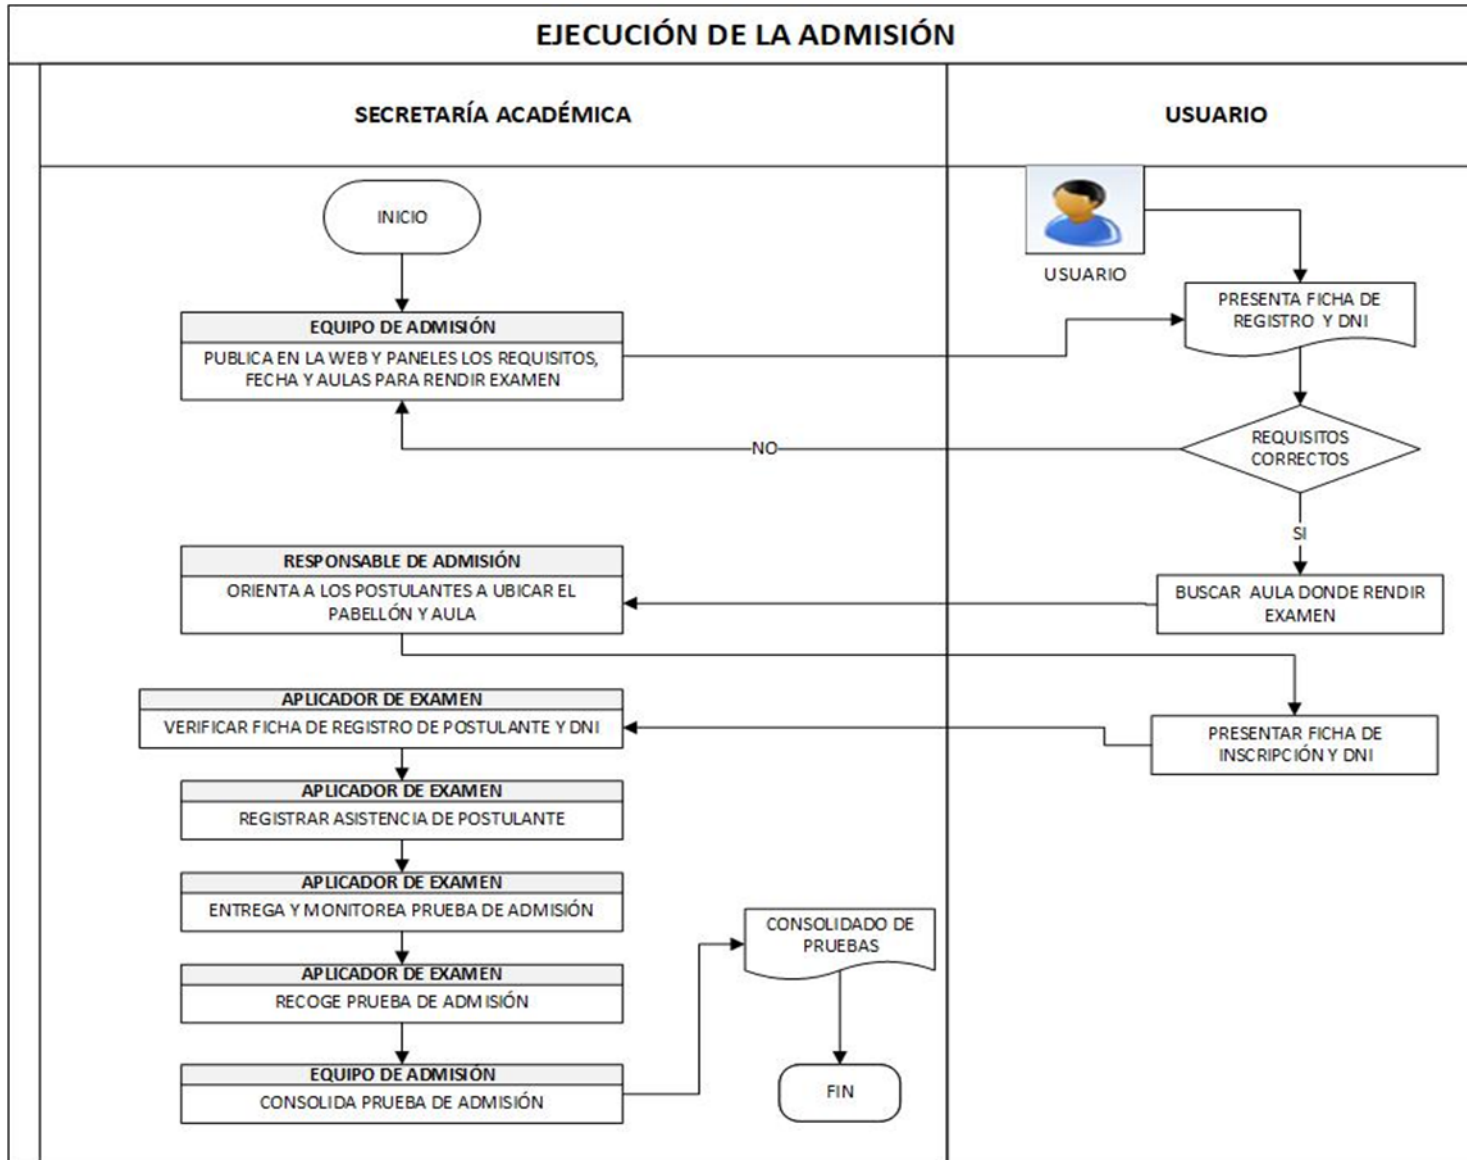 EJECUCIÓN DE LA ADMISIÓN
SECRETARÍA ACADÉMICA
USUARIO
INICIO
USUARIO
EQUIPO DE ADMISIÓN
PUBLICA EN LA WEB Y PANELES LOS REQUISITOS,
FECHA Y AULAS PARA RENDIR EXAMEN
PRESENTA FICHA DE
REGISTRO Y DNI
NO
REQUISITOS
CORRECTOS
SI
RESPONSABLE DE ADMISIÓN
ORIENTA A LOS POSTULANTES A UBICAR EL
PABELLÓN Y AULA
BUSCAR AULA DONDE RENDIR
EXAMEN
APLICADOR DE EXAMEN
VERIFICAR FICHA DE REGISTRO DE POSTULANTE Y DNI
PRESENTAR FICHA DE
INSCRIPCIÓN Y DNI
APLICADOR DE EXAMEN
REGISTRAR ASISTENCIA DE POSTULANTE
APLICADOR DE EXAMEN
ENTREGA Y MONITOREA PRUEBA DE ADMISIÓN
APLICADOR DE EXAMEN
RECOGE PRUEBA DE ADMISIÓN
EQUIPO DE ADMISIÓN
CONSOLIDA PRUEBA DE ADMISIÓN
CONSOLIDADO DE
PRUEBAS
FIN